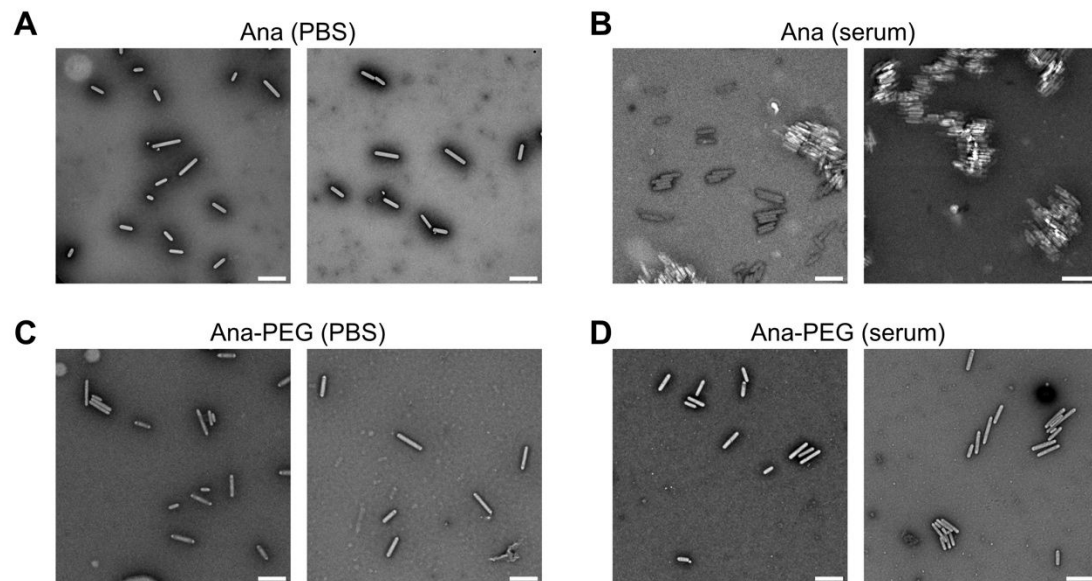 A
Ana (PBS)
B
Ana (serum)
C
Ana-PEG (PBS)
D
Ana-PEG (serum)